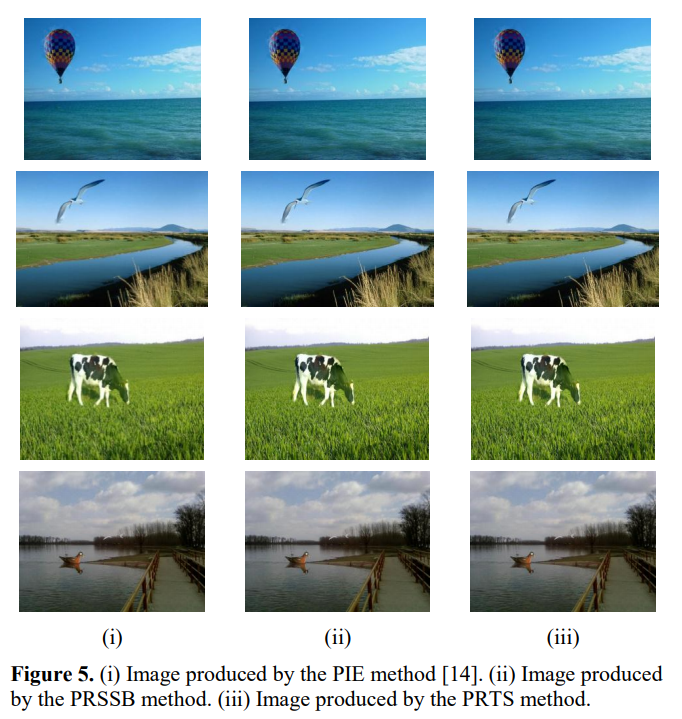 (i) (ii) (iii)
Figure 5. (i) Image produced by the PIE method [14]. (ii) Image produced
by the PRSSB method. (iii) Image produced by the PRTS method.